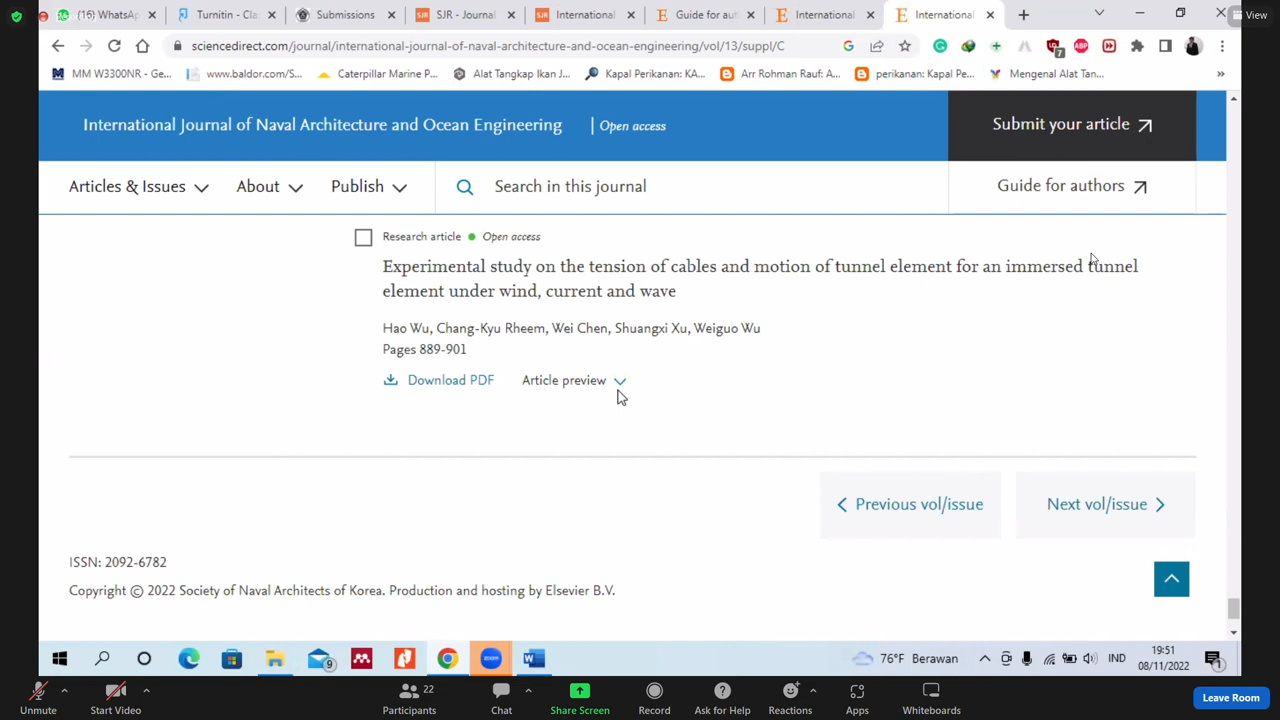 (16) WhatsAp
Turnitin - Cla
Submissions
SJR - Journal
International
Guide for aut
International
International
View
sciencedirect.com/journal/international-journal-of-naval-architecture-and-ocean-engineering/vol/13/suppl/C
7
ABP
MM W3300NR - Ge...
www.baldor.com/S...
Caterpillar Marine P...
Alat Tangkap Ikan J...
Kapal Perikanan: KA...
Arr Rohman Rauf: A...
perikanan: Kapal Pe...
Mengenal Alat Tan...
»
International Journal of Naval Architecture and Ocean Engineering | Open access
Submit your article
Articles & Issues
About
Publish
Search in this journal
Guide for authors
Research article
Open access
Experimental study on the tension of cables and motion of tunnel element for an immersed tunnel
element under wind, current and wave
Hao Wu, Chang-Kyu Rheem, Wei Chen, Shuangxi Xu, Weiguo Wu
Pages 889-901
Download PDF
Article preview
Previous vol/issue
Next vol/issue
ISSN: 2092-6782
Copyright © 2022 Society of Naval Architects of Korea. Production and hosting by Elsevier B.V.
9
zoom
76°F Berawan
IND
19:51
08/11/2022
1
Unmute
Start Video
Participants
22
Chat
Share Screen
Record
Ask for Help
Reactions
Apps
Whiteboards
Leave Room